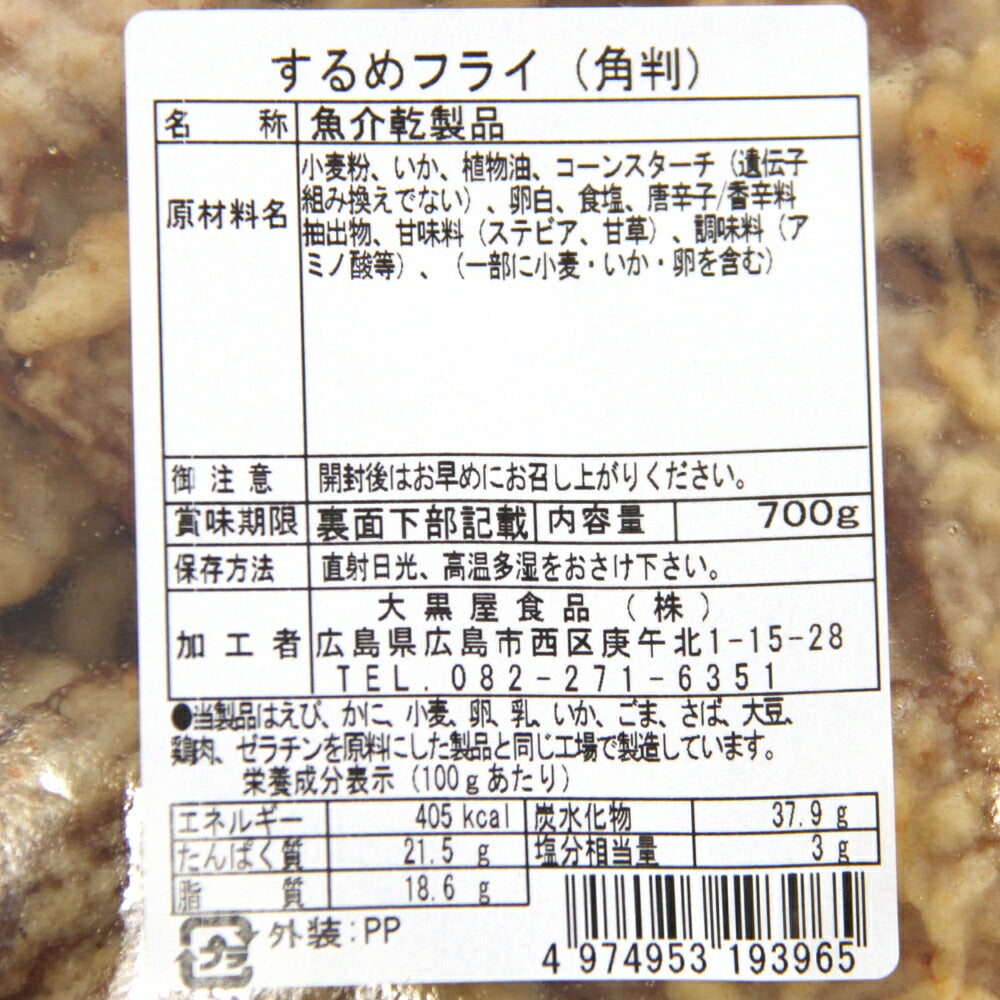 するめフライ（角判）
名称 魚介乾製品
原材料名 小麦粉、いか、植物油、コーンスターチ（遺伝子
組み換えでない）、卵白、食塩、唐辛子/香辛料
抽出物、甘味料（ステビア、甘草）、調味料（ア
ミノ酸等）、（一部に小麦・いか・卵を含む）
御注意 開封後はお早めにお召し上がりください。
賞味期限 裏面下部記載 内容量 700g
保存方法 直射日光、高温多湿をおさけ下さい。
加工者 大黒屋食品（株）
広島県広島市西区庚午北1-15-28
TEL.082-271-6351
●当製品はえび、かに、小麦、卵、乳、いか、ごま、さば、大豆、
鶏肉、ゼラチンを原料にした製品と同じ工場で製造しています。
栄養成分表示（100gあたり）
エネルギー 405kcal 炭水化物 37.9g
たんぱく質 21.5g 塩分相当量 3g
脂質 18.6g
プラ 外装:PP
4 974953 193965